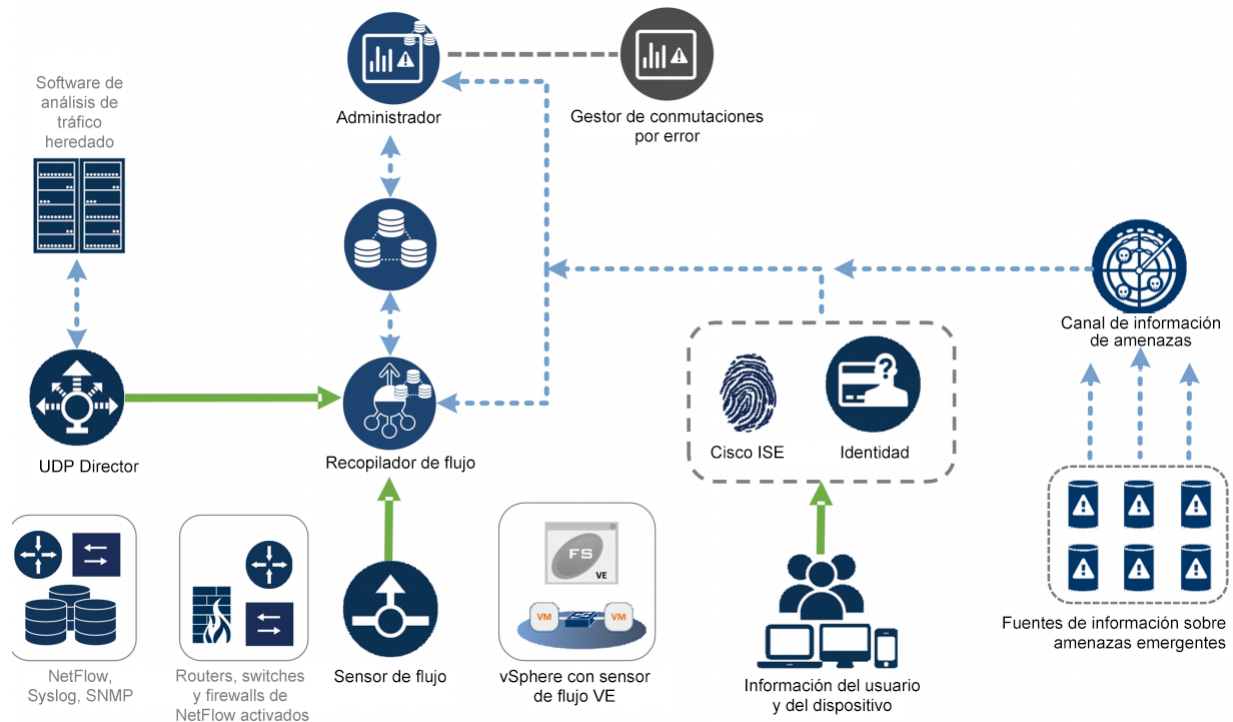 Software de
análisis de
tráfico
heredado
Administrador
Gestor de conmutaciones
por error
Canal de información
de amenazas
UDP Director
Recopilador de flujo
Cisco ISE
Identidad
FS
VE
VM
VM
NetFlow,
Syslog, SNMP
Routers, switches
y firewalls de
NetFlow activados
Sensor de flujo
vSphere con sensor
de flujo VE
Información del usuario
y del dispositivo
Fuentes de información sobre
amenazas emergentes